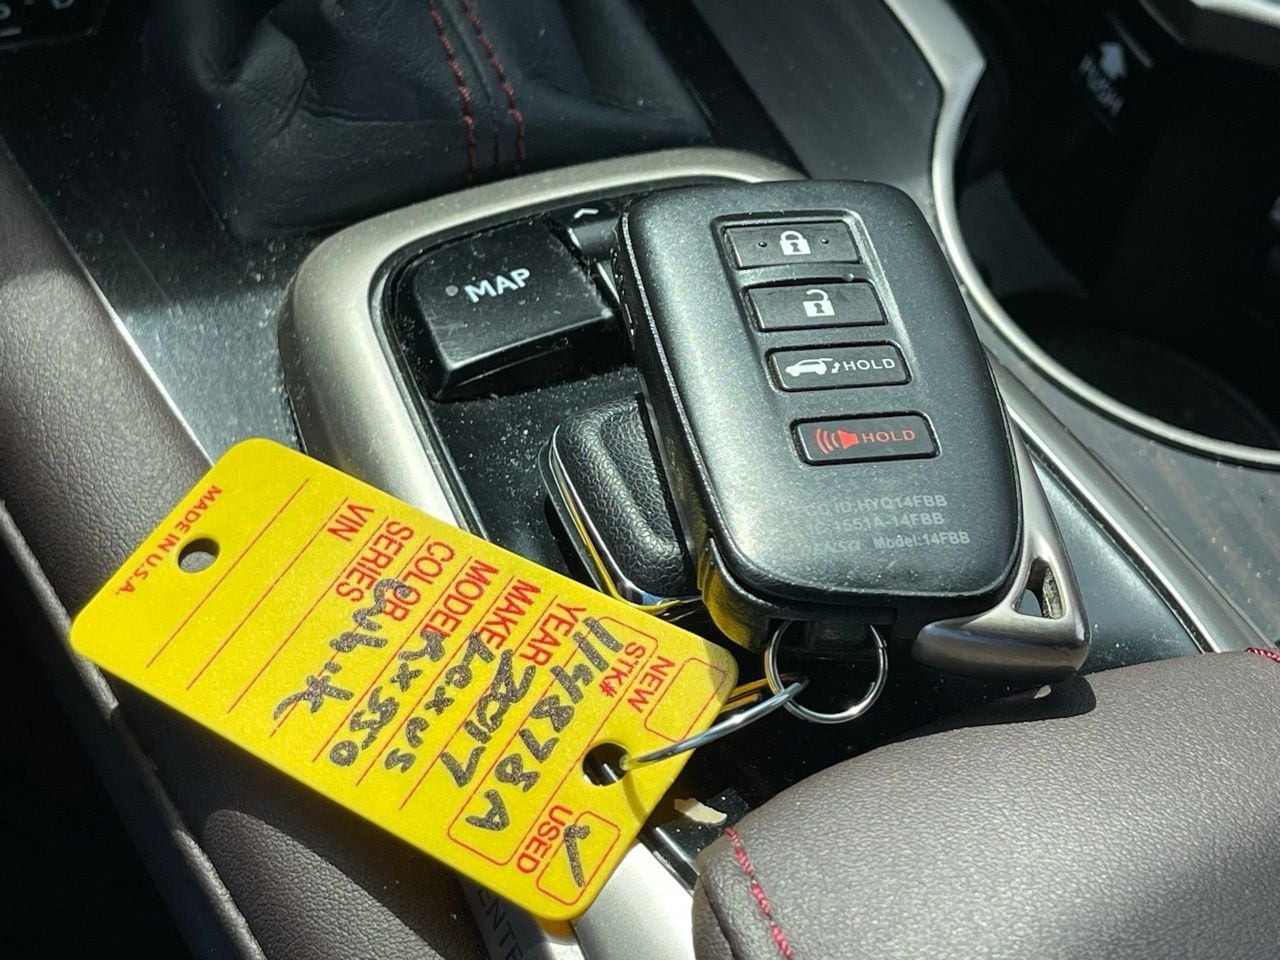 MAP
HOLD
HOLD
ID:HYQ14FBB
14FBB
Model:14FBB
NEW
USED
STK# 114878A
YEAR 2017
MAKE Lexus
MODEL Rx350
COLOR white
SERIES
VIN
MADE IN U.S.A.